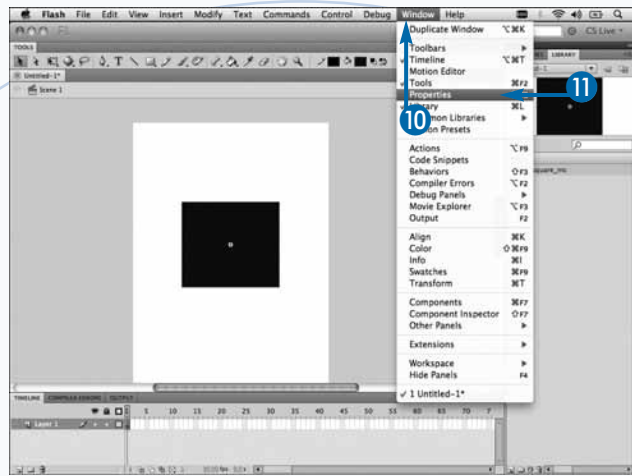 Flash File Edit View Insert Modify Text Commands Control Debug Window Help
CS Live
TOOLS
Untitled-1*
Scene 1
LIBRARY
Duplicate Window ⌥⌘K
Toolbars
✓ Timeline ⌥⌘T
Motion Editor
✓ Tools ⌘F2
Properties
Library ⌘L
Libraries
Presets
Actions ⌥F9
Code Snippets
Behaviors ⇧F3
Compiler Errors ⌥F2
Debug Panels
Movie Explorer ⌥F3
Output F2
Align ⌘K
Color ⇧⌘F9
Info ⌘I
Swatches ⌘F9
Transform ⌘T
Components ⌘F7
Component Inspector ⇧F7
Other Panels
Extensions
Workspace
Hide Panels F4
✓ 1 Untitled-1*
10
11
square_mc
TIMELINE COMPILER ERRORS OUTPUT
5 10 15 20 25 30 35 40 45 50 55 60 65 70 7
Layer 1